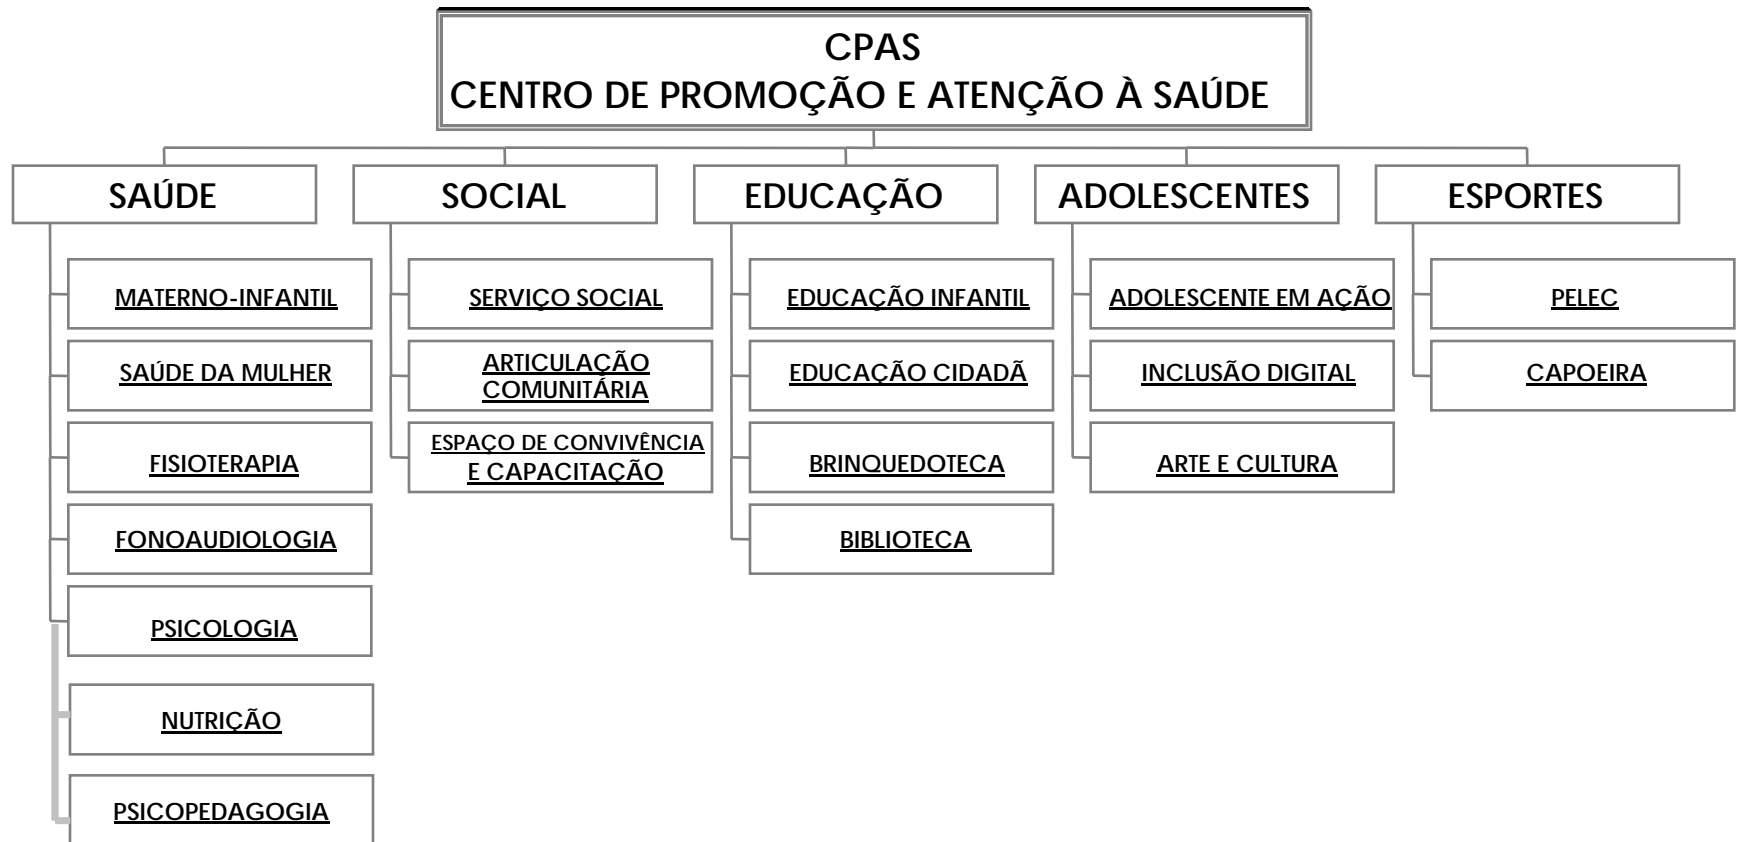 CPAS
CENTRO DE PROMOÇÃO E ATENÇÃO À SAÚDE
SAÚDE
MATERNO-INFANTIL
SAÚDE DA MULHER
FISIOTERAPIA
FONOAUDIOLOGIA
PSICOLOGIA
NUTRIÇÃO
PSICOPEDAGOGIA
SOCIAL
SERVIÇO SOCIAL
ARTICULAÇÃO
COMUNITÁRIA
ESPAÇO DE CONVIVÊNCIA
E CAPACITAÇÃO
EDUCAÇÃO
EDUCAÇÃO INFANTIL
EDUCAÇÃO CIDADÃ
BRINQUEDOTECA
BIBLIOTECA
ADOLESCENTES
ADOLESCENTE EM AÇÃO
INCLUSÃO DIGITAL
ARTE E CULTURA
ESPORTES
PELEC
CAPOEIRA